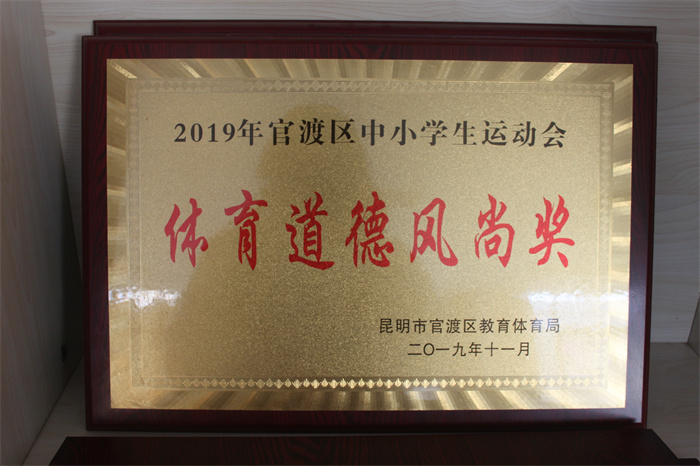 2019年官渡区中小学生运动会
体育道德风尚奖
昆明市官渡区教育体育局
二〇一九年十一月